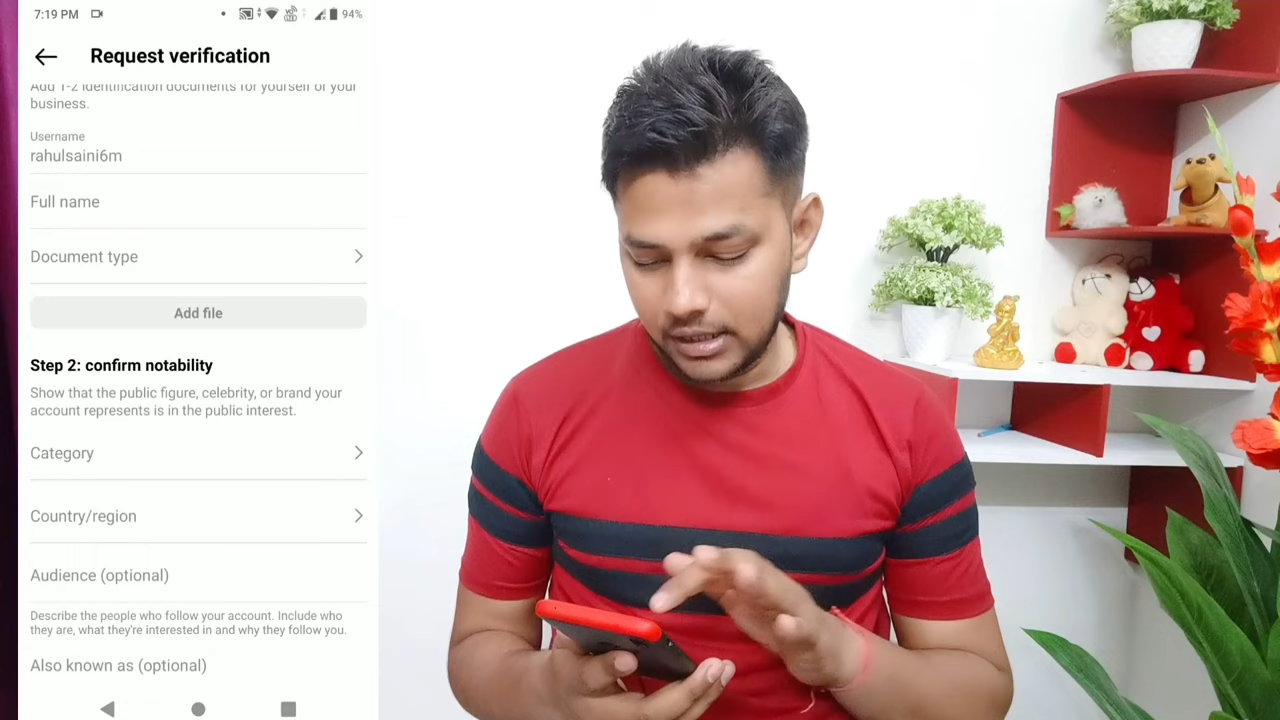 7:19 PM
94%
Request verification
Add 1-2 identification documents for yourself or your
business.
Username
rahulsaini6m
Full name
Document type
Add file
Step 2: confirm notability
Show that the public figure, celebrity, or brand your
account represents is in the public interest.
Category
Country/region
Audience (optional)
Describe the people who follow your account. Include who
they are, what they're interested in and why they follow you.
Also known as (optional)